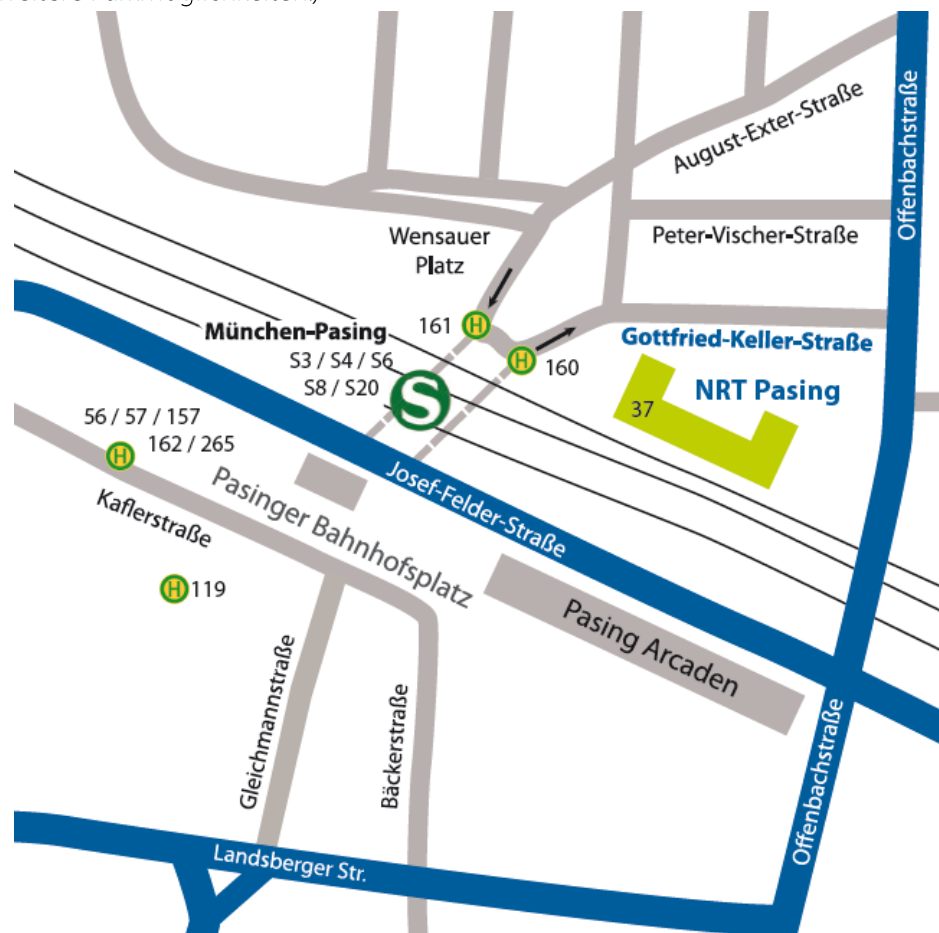 August-Exter-Straße
Offenbachstraße
Wensauer
Platz
Peter-Vischer-Straße
161
H
München-Pasing
S3 / S4 / S6
S8 / S20
S
H
160
Gottfried-Keller-Straße
NRT Pasing
37
56 / 57 / 157
162 / 265
H
Kaflerstraße
Pasinger Bahnhofsplatz
Josef-Felder-Straße
H
119
Pasing Arcaden
Gleichmannstraße
Bäckerstraße
Offenbachstraße
Landsberger Str.